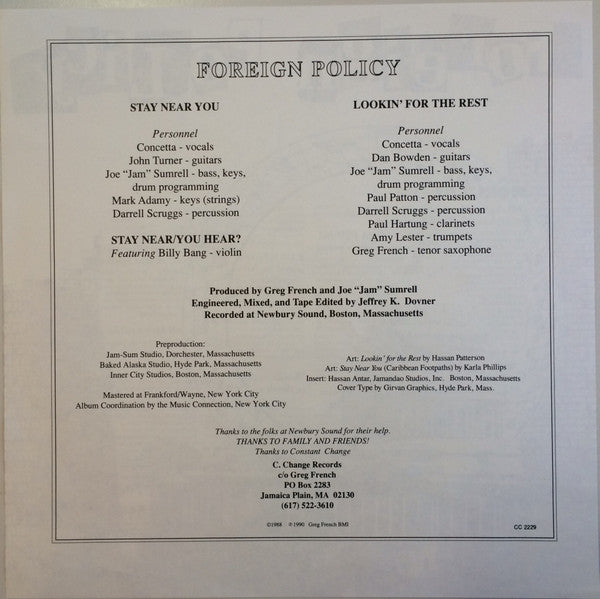 FOREIGN POLICY
STAY NEAR YOU
Personnel
Concetta - vocals
John Turner - guitars
Joe “Jam” Sumrell - bass, keys,
drum programming
Mark Adamy - keys (strings)
Darrell Scruggs - percussion
STAY NEAR/YOU HEAR?
Featuring Billy Bang - violin
LOOKIN’ FOR THE REST
Personnel
Concetta - vocals
Dan Bowden - guitars
Joe “Jam” Sumrell - bass, keys,
drum programming
Paul Patton - percussion
Darrell Scruggs - percussion
Paul Hartung - clarinets
Amy Lester - trumpets
Greg French - tenor saxophone
Produced by Greg French and Joe “Jam” Sumrell
Engineered, Mixed, and Tape Edited by Jeffrey K. Dovner
Recorded at Newbury Sound, Boston, Massachusetts
Preproduction:
Jam-Sum Studio, Dorchester, Massachusetts
Baked Alaska Studio, Hyde Park, Massachusetts
Inner City Studios, Boston, Massachusetts
Mastered at Frankford/Wayne, New York City
Album Coordination by the Music Connection, New York City
Art: Lookin’ for the Rest by Hassan Patterson
Art: Stay Near You (Caribbean Footpaths) by Karla Phillips
Insert: Hassan Antar, Jamandao Studios, Inc. Boston, Massachusetts
Cover Type by Girvan Graphics, Hyde Park, Mass.
Thanks to the folks at Newbury Sound for their help.
THANKS TO FAMILY AND FRIENDS!
Thanks to Constant Change
C. Change Records
c/o Greg French
PO Box 2283
Jamaica Plain, MA 02130
(617) 522-3610
©1988 ℗1990 Greg French BMI
CC 2229